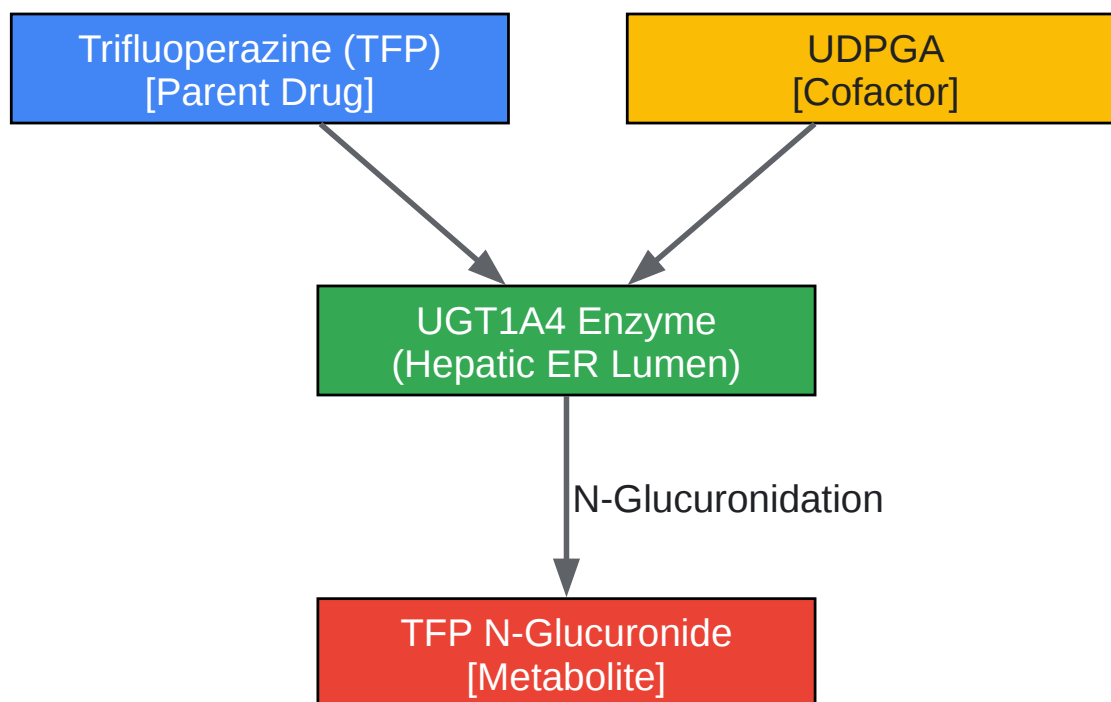 Trifluoperazine (TFP)
[Parent Drug]
UDPGA
[Cofactor]
UGT1A4 Enzyme
(Hepatic ER Lumen)
N-Glucuronidation
TFP N-Glucuronide
[Metabolite]